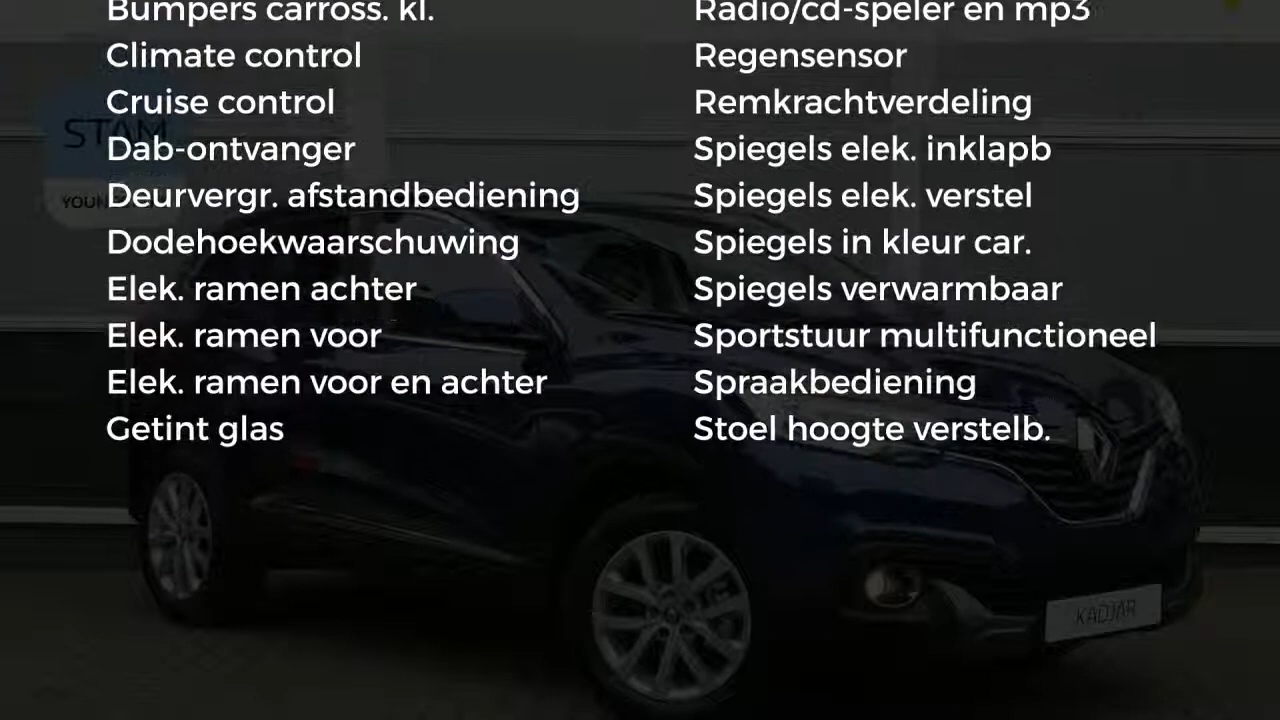 Bumpers carross. kl.
Climate control
Cruise control
Dab-ontvanger
Deurvergr. afstandbediening
Dodehoekwaarschuwing
Elek. ramen achter
Elek. ramen voor
Elek. ramen voor en achter
Getint glas
Radio/cd-speler en mp3
Regensensor
Remkrachtverdeling
Spiegels elek. inklapb
Spiegels elek. verstel
Spiegels in kleur car.
Spiegels verwarmbaar
Sportstuur multifunctioneel
Spraakbediening
Stoel hoogte verstelb.
STAM
KADJAR